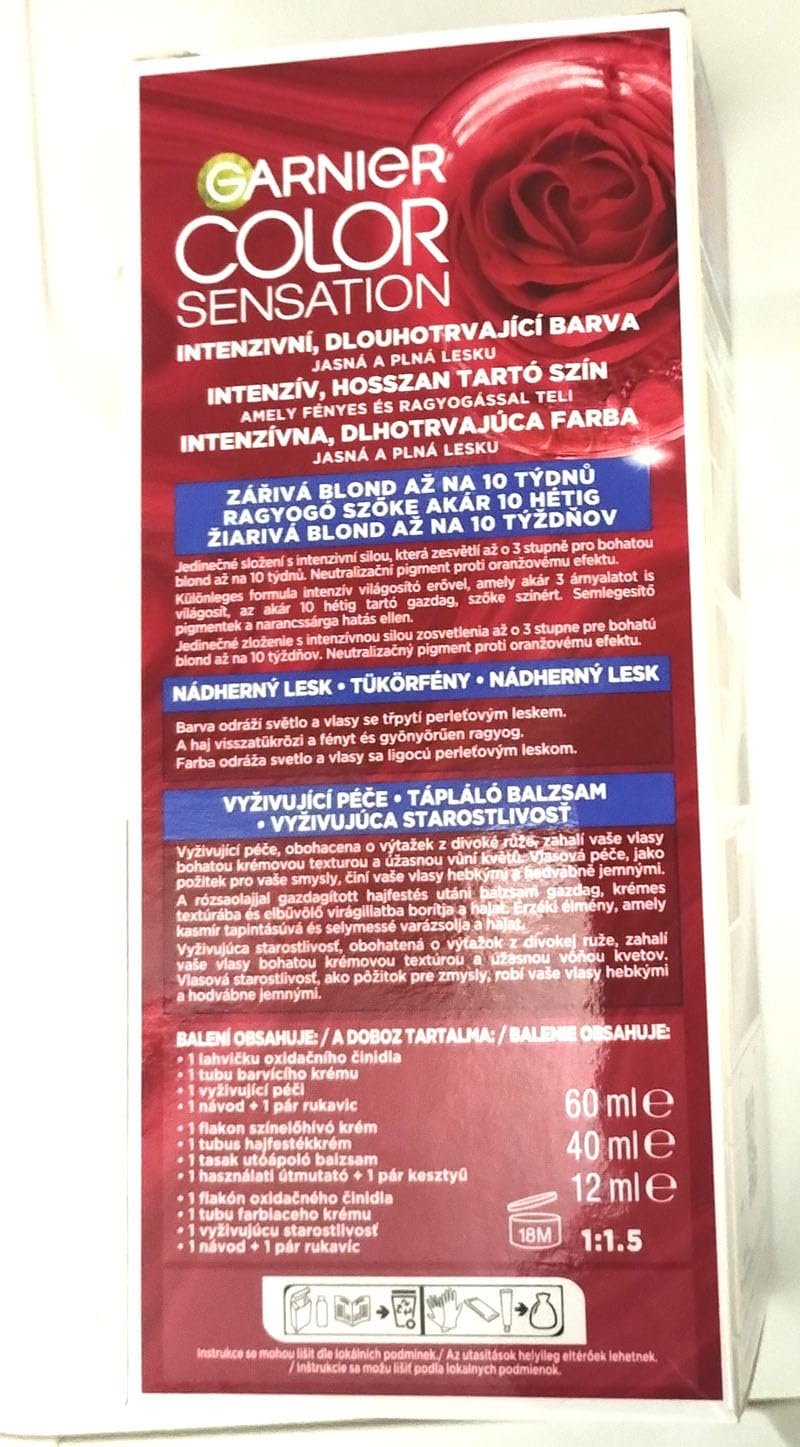 GARNIER
COLOR
SENSATION
INTENZIVNÍ, DLOUHOTRVAJÍCÍ BARVA
JASNÁ A PLNÁ LESKU
INTENZÍV, HOSSZAN TARTÓ SZÍN
AMELY FÉNYES ÉS RAGYOGÁSSAL TELI
INTENZÍVNA, DLHOTRVAJÚCA FARBA
JASNÁ A PLNÁ LESKU
ZÁŘIVÁ BLOND AŽ NA 10 TÝDNŮ
RAGYOGÓ SZŐKE AKÁR 10 HÉTIG
ŽIARIVÁ BLOND AŽ NA 10 TÝŽDŇOV
Jedinečné složení s intenzivní silou, která zesvětlí až o 3 stupně pro bohatou
blond až na 10 týdnů. Neutralizační pigment proti oranžovému efektu.
Különleges formula intenzív világosító erővel, amely akár 3 árnyalatot is
világosít, az akár 10 hétig tartó gazdag, szőke színért. Semlegesítő
pigmentek a narancssárga hatás ellen.
Jedinečné zloženie s intenzívnou silou zosvetlenia až o 3 stupne pre bohatú
blond až na 10 týždňov. Neutralizačný pigment proti oranžovému efektu.
NÁDHERNÝ LESK • TÜKÖRFÉNY • NÁDHERNÝ LESK
Barva odráží světlo a vlasy se třpytí perleťovým leskem.
A haj visszatükrözi a fényt és gyönyörűen ragyog.
Farba odráža svetlo a vlasy sa ligocú perleťovým leskom.
VYŽIVUJÍCÍ PÉČE • TÁPLÁLÓ BALZSAM
• VYŽIVUJÚCA STAROSTLIVOSŤ
Vyživující péče, obohacena o výtažek z divoké růže, zahalí vaše vlasy
bohatou krémovou texturou a úžasnou vůní květů. Vlasová péče, jako
požitek pro vaše smysly, činí vaše vlasy hebkými a hedvábně jemnými.
A rózsaolajjal gazdagított hajfestés utáni balzsam gazdag, krémes
textúrába és elbűvölő virágillatba borítja a hajat. Érzéki élmény, amely
kasmír tapintásúvá és selymessé varázsolja a hajat.
Vyživujúca starostlivosť, obohatená o výťažok z divokej ruže, zahalí
vaše vlasy bohatou krémovou textúrou a úžasnou vôňou kvetov.
Vlasová starostlivosť, ako pôžitok pre zmysly, robí vaše vlasy hebkými
a hodvábne jemnými.
BALENÍ OBSAHUJE: / A DOBOZ TARTALMA: / BALENIE OBSAHUJE:
• 1 lahvičku oxidačního činidla
• 1 tubu barvicího krému
• 1 vyživující péči
• 1 návod + 1 pár rukavic
• 1 flakon színelőhívó krém
• 1 tubus hajfestékkrém
• 1 tasak utóápoló balzsam
• 1 használati útmutató + 1 pár kesztyű
• 1 flakón oxidačného činidla
• 1 tubu farbiaceho krému
• 1 vyživujúcu starostlivosť
• 1 návod + 1 pár rukavíc
60 ml e
40 ml e
12 ml e
18M
1:1.5
Instrukce se mohou lišit dle lokálních podmínek./ Az utasítások helyileg eltérőek lehetnek.
/ inštrukcie sa možu líšiť podľa lokalnych podmienok.